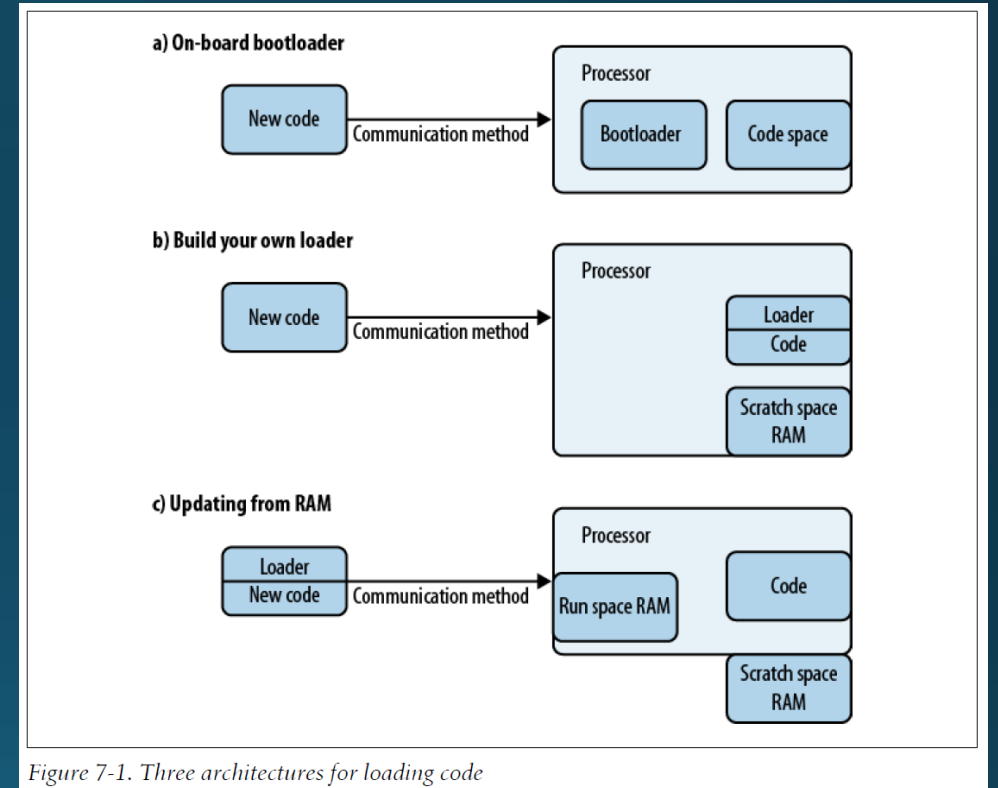 a) On-board bootloader
New code
Communication method
Processor
Bootloader
Code space
b) Build your own loader
New code
Communication method
Processor
Loader
Code
Scratch space
RAM
c) Updating from RAM
Loader
New code
Communication method
Processor
Run space RAM
Code
Scratch space
RAM
Figure 7-1. Three architectures for loading code